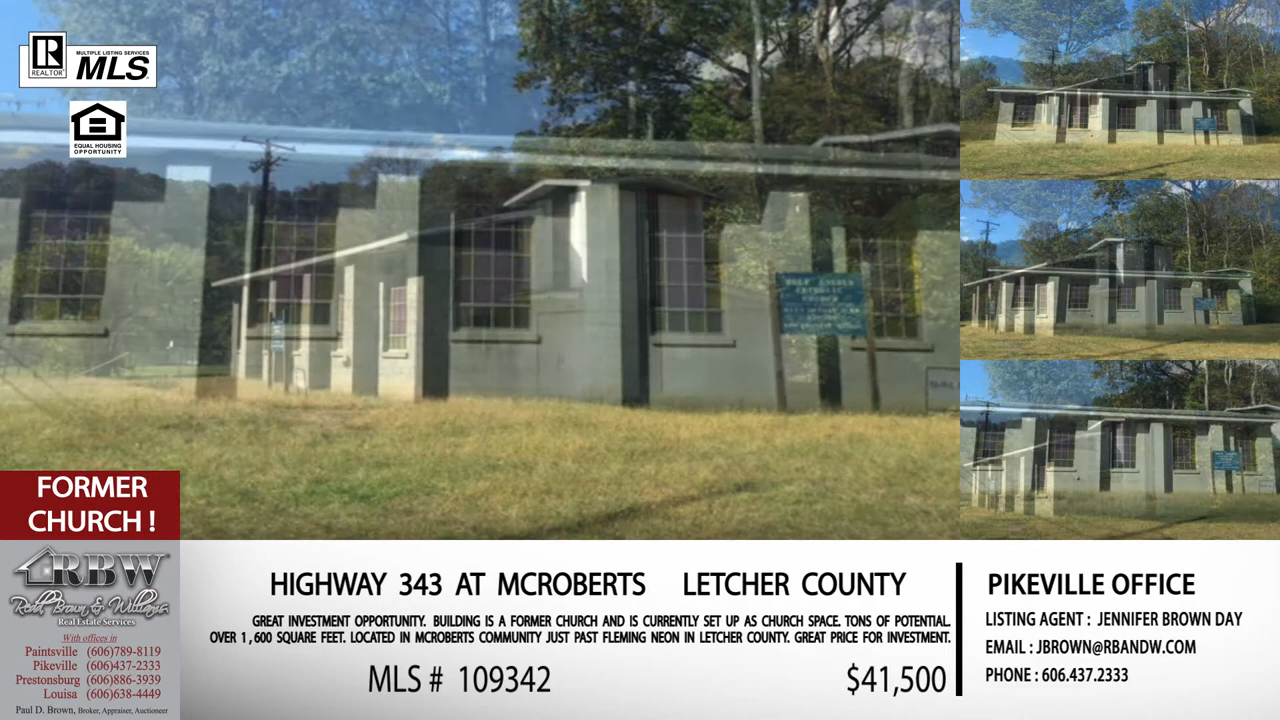 REALTOR®
MULTIPLE LISTING SERVICES
MLS
EQUAL HOUSING
OPPORTUNITY
HOLY ANGELS
CATHOLIC
CHURCH
FORMER
CHURCH !
RBW
Redd, Brown & Williams
Real Estate Services
With offices in
Paintsville (606)789-8119
Pikeville (606)437-2333
Prestonsburg (606)886-3939
Louisa (606)638-4449
Paul D. Brown, Broker, Appraiser, Auctioneer
HIGHWAY 343 AT MCROBERTS LETCHER COUNTY
GREAT INVESTMENT OPPORTUNITY. BUILDING IS A FORMER CHURCH AND IS CURRENTLY SET UP AS CHURCH SPACE. TONS OF POTENTIAL.
OVER 1,600 SQUARE FEET. LOCATED IN MCROBERTS COMMUNITY JUST PAST FLEMING NEON IN LETCHER COUNTY. GREAT PRICE FOR INVESTMENT.
MLS # 109342 $41,500
PIKEVILLE OFFICE
LISTING AGENT : JENNIFER BROWN DAY
EMAIL : JBROWN@RBANDW.COM
PHONE : 606.437.2333